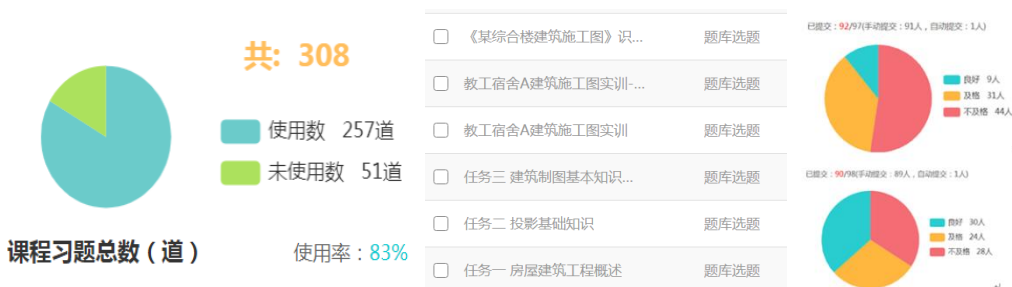 共: 308
使用数 257道
未使用数 51道
课程习题总数（道）
使用率：83%
《某综合楼建筑施工图》识... 题库选题
教工宿舍A建筑施工图实训-... 题库选题
教工宿舍A建筑施工图实训 题库选题
任务三 建筑制图基本知识... 题库选题
任务二 投影基础知识 题库选题
任务一 房屋建筑工程概述 题库选题
已提交：92/97(手动提交：91人，自动提交：1人)
良好 9人
及格 31人
不及格 44人
已提交：90/98(手动提交：89人，自动提交：1人)
良好 30人
及格 24人
不及格 28人